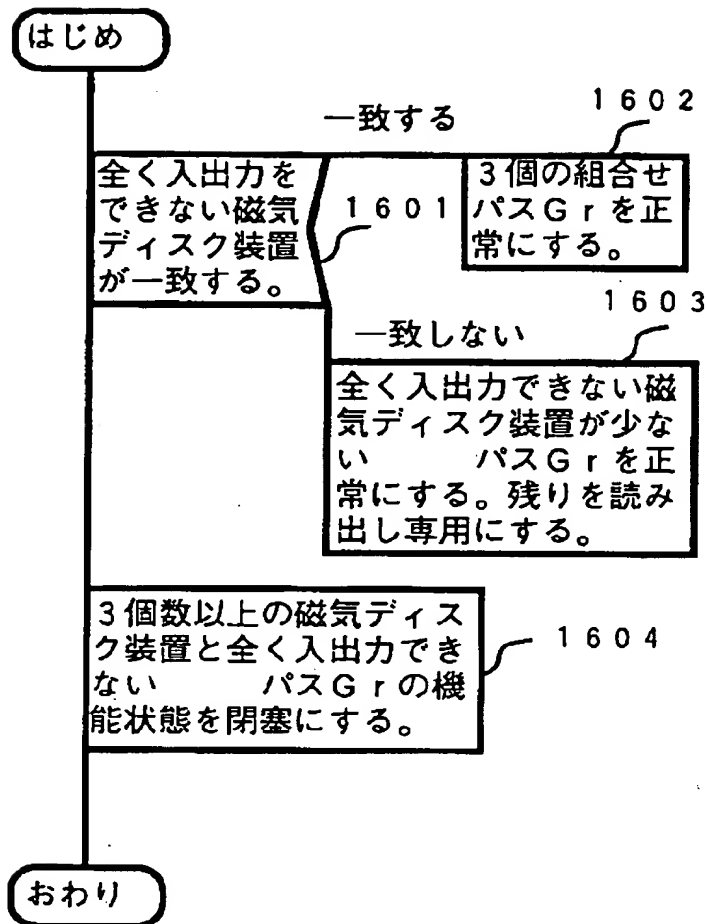 はじめ
一致する
1602
全く入出力を
できない磁気
ディスク装置
が一致する。
1601
3個の組合せ
パスGrを正
常にする。
1603
一致しない
全く入出力できない磁
気ディスク装置が少な
い　　　パスGrを正
常にする。残りを読み
出し専用にする。
3個数以上の磁気ディス
ク装置と全く入出力でき
ない　　　パスGrの機
能状態を閉塞にする。
1604
おわり